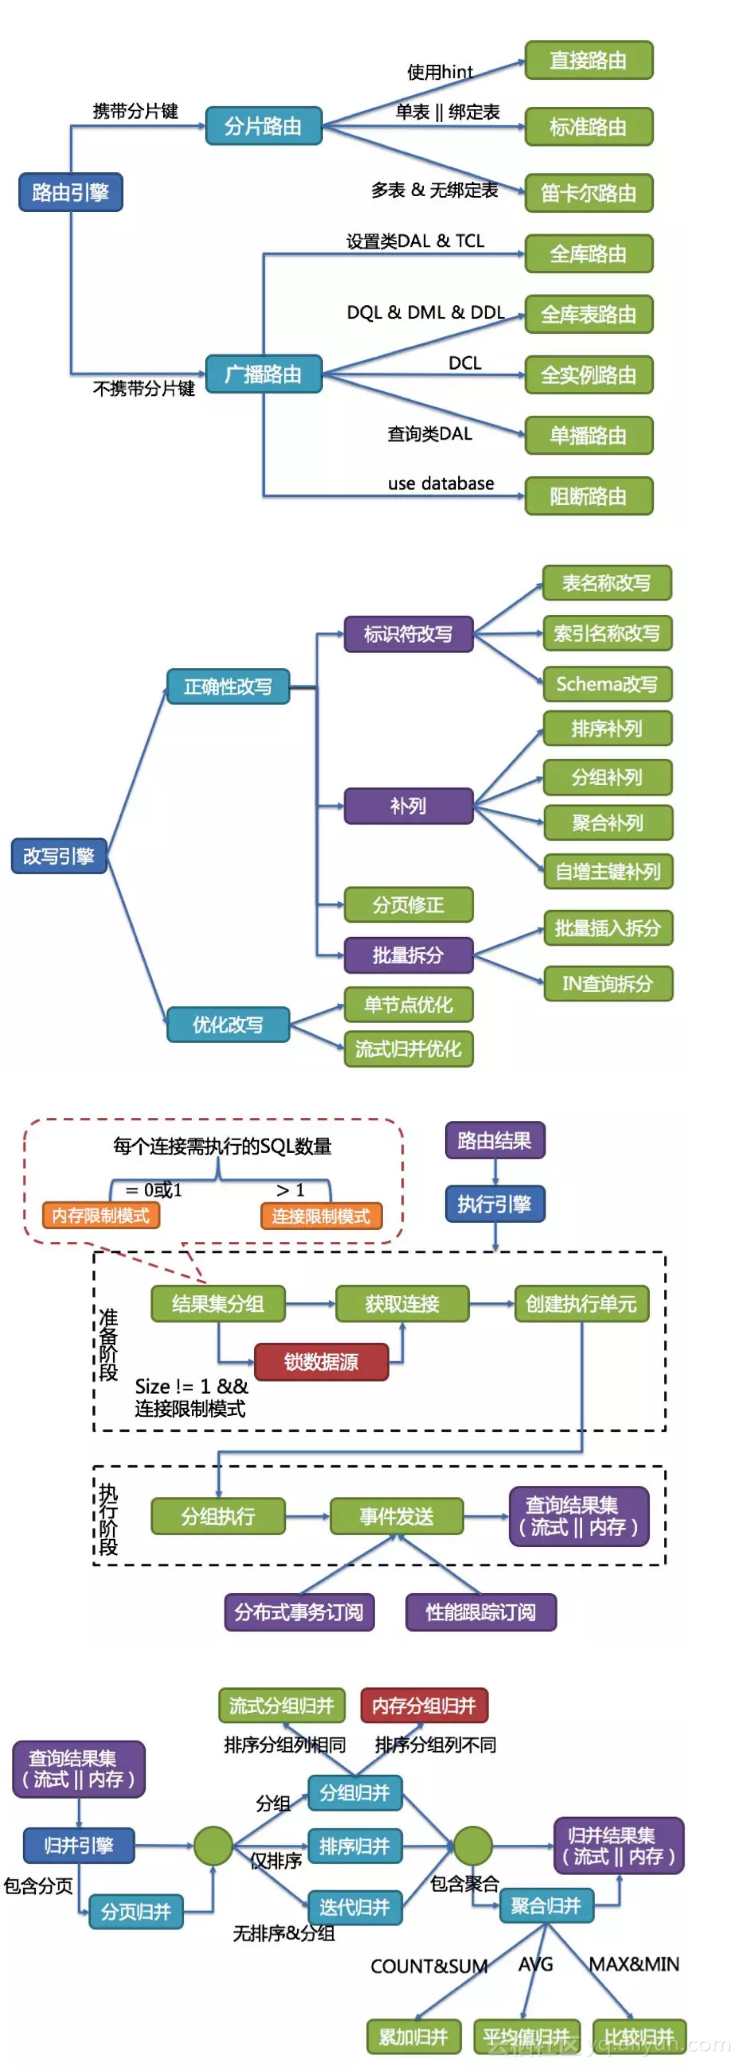 使用hint
直接路由
携带分片键
分片路由
单表 || 绑定表
标准路由
路由引擎
多表 & 无绑定表
笛卡尔路由
设置类DAL & TCL
全库路由
DQL & DML & DDL
全库表路由
不携带分片键
广播路由
DCL
全实例路由
查询类DAL
单播路由
use database
阻断路由
表名称改写
标识符改写
索引名称改写
正确性改写
Schema改写
排序补列
分组补列
补列
聚合补列
改写引擎
自增主键补列
分页修正
批量插入拆分
批量拆分
IN查询拆分
单节点优化
优化改写
流式归并优化
每个连接需执行的SQL数量
= 0或1
> 1
内存限制模式
连接限制模式
路由结果
执行引擎
准备阶段
结果集分组
获取连接
创建执行单元
锁数据源
Size != 1 &&
连接限制模式
执行阶段
分组执行
事件发送
查询结果集
（流式 || 内存）
分布式事务订阅
性能跟踪订阅
流式分组归并
内存分组归并
排序分组列相同
排序分组列不同
查询结果集
（流式 || 内存）
分组
分组归并
归并引擎
仅排序
排序归并
归并结果集
（流式 || 内存）
包含分页
分页归并
迭代归并
包含聚合
聚合归并
无排序&分组
COUNT&SUM
AVG
MAX&MIN
累加归并
平均值归并
比较归并
云栖社区 yq.aliyun.com